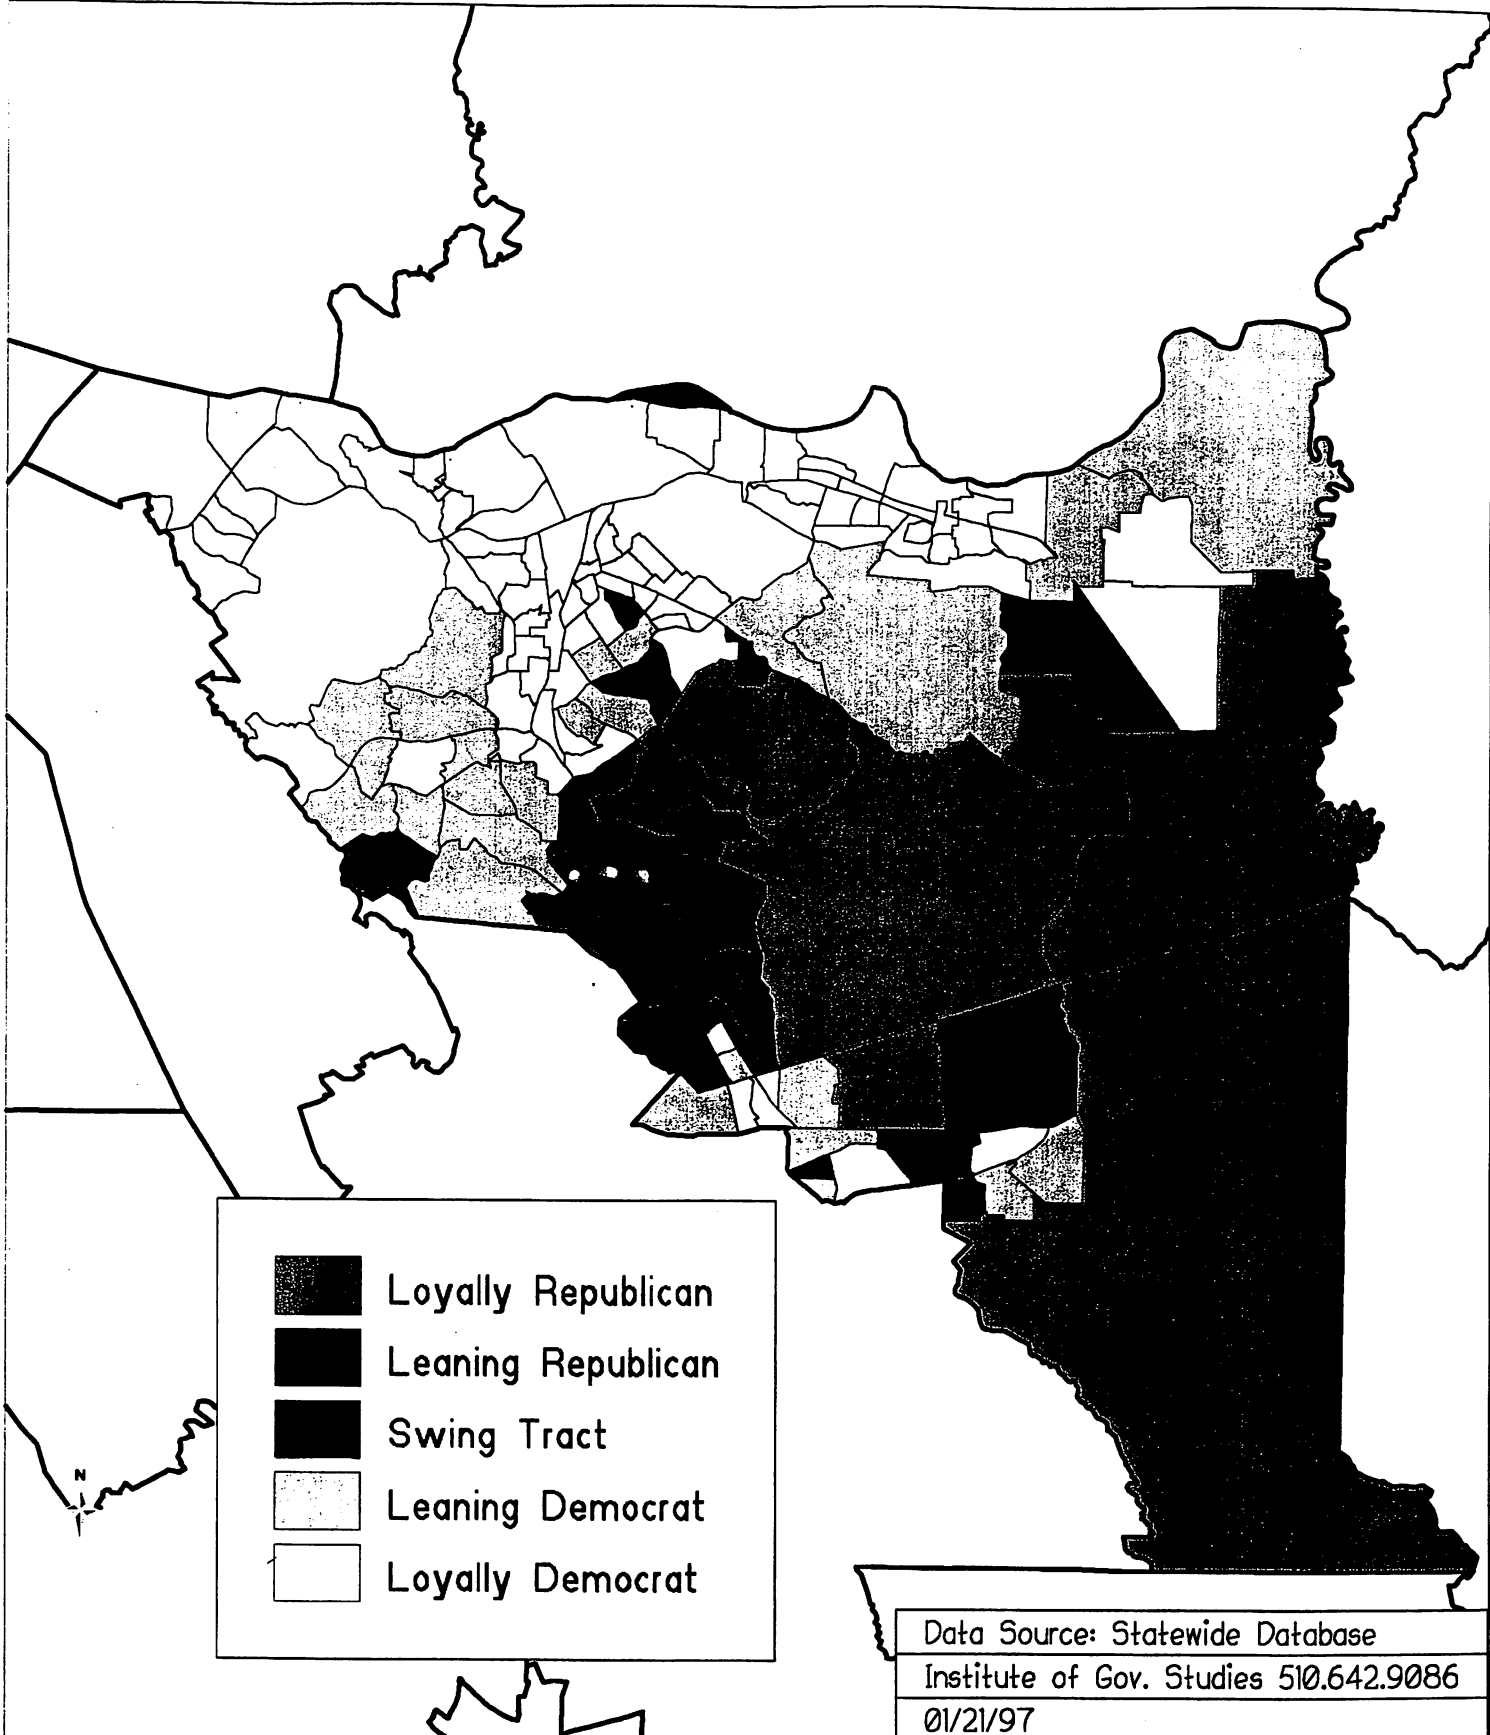 Loyally Republican
Leaning Republican
Swing Tract
Leaning Democrat
Loyally Democrat
N
Data Source: Statewide Database
Institute of Gov. Studies 510.642.9086
01/21/97